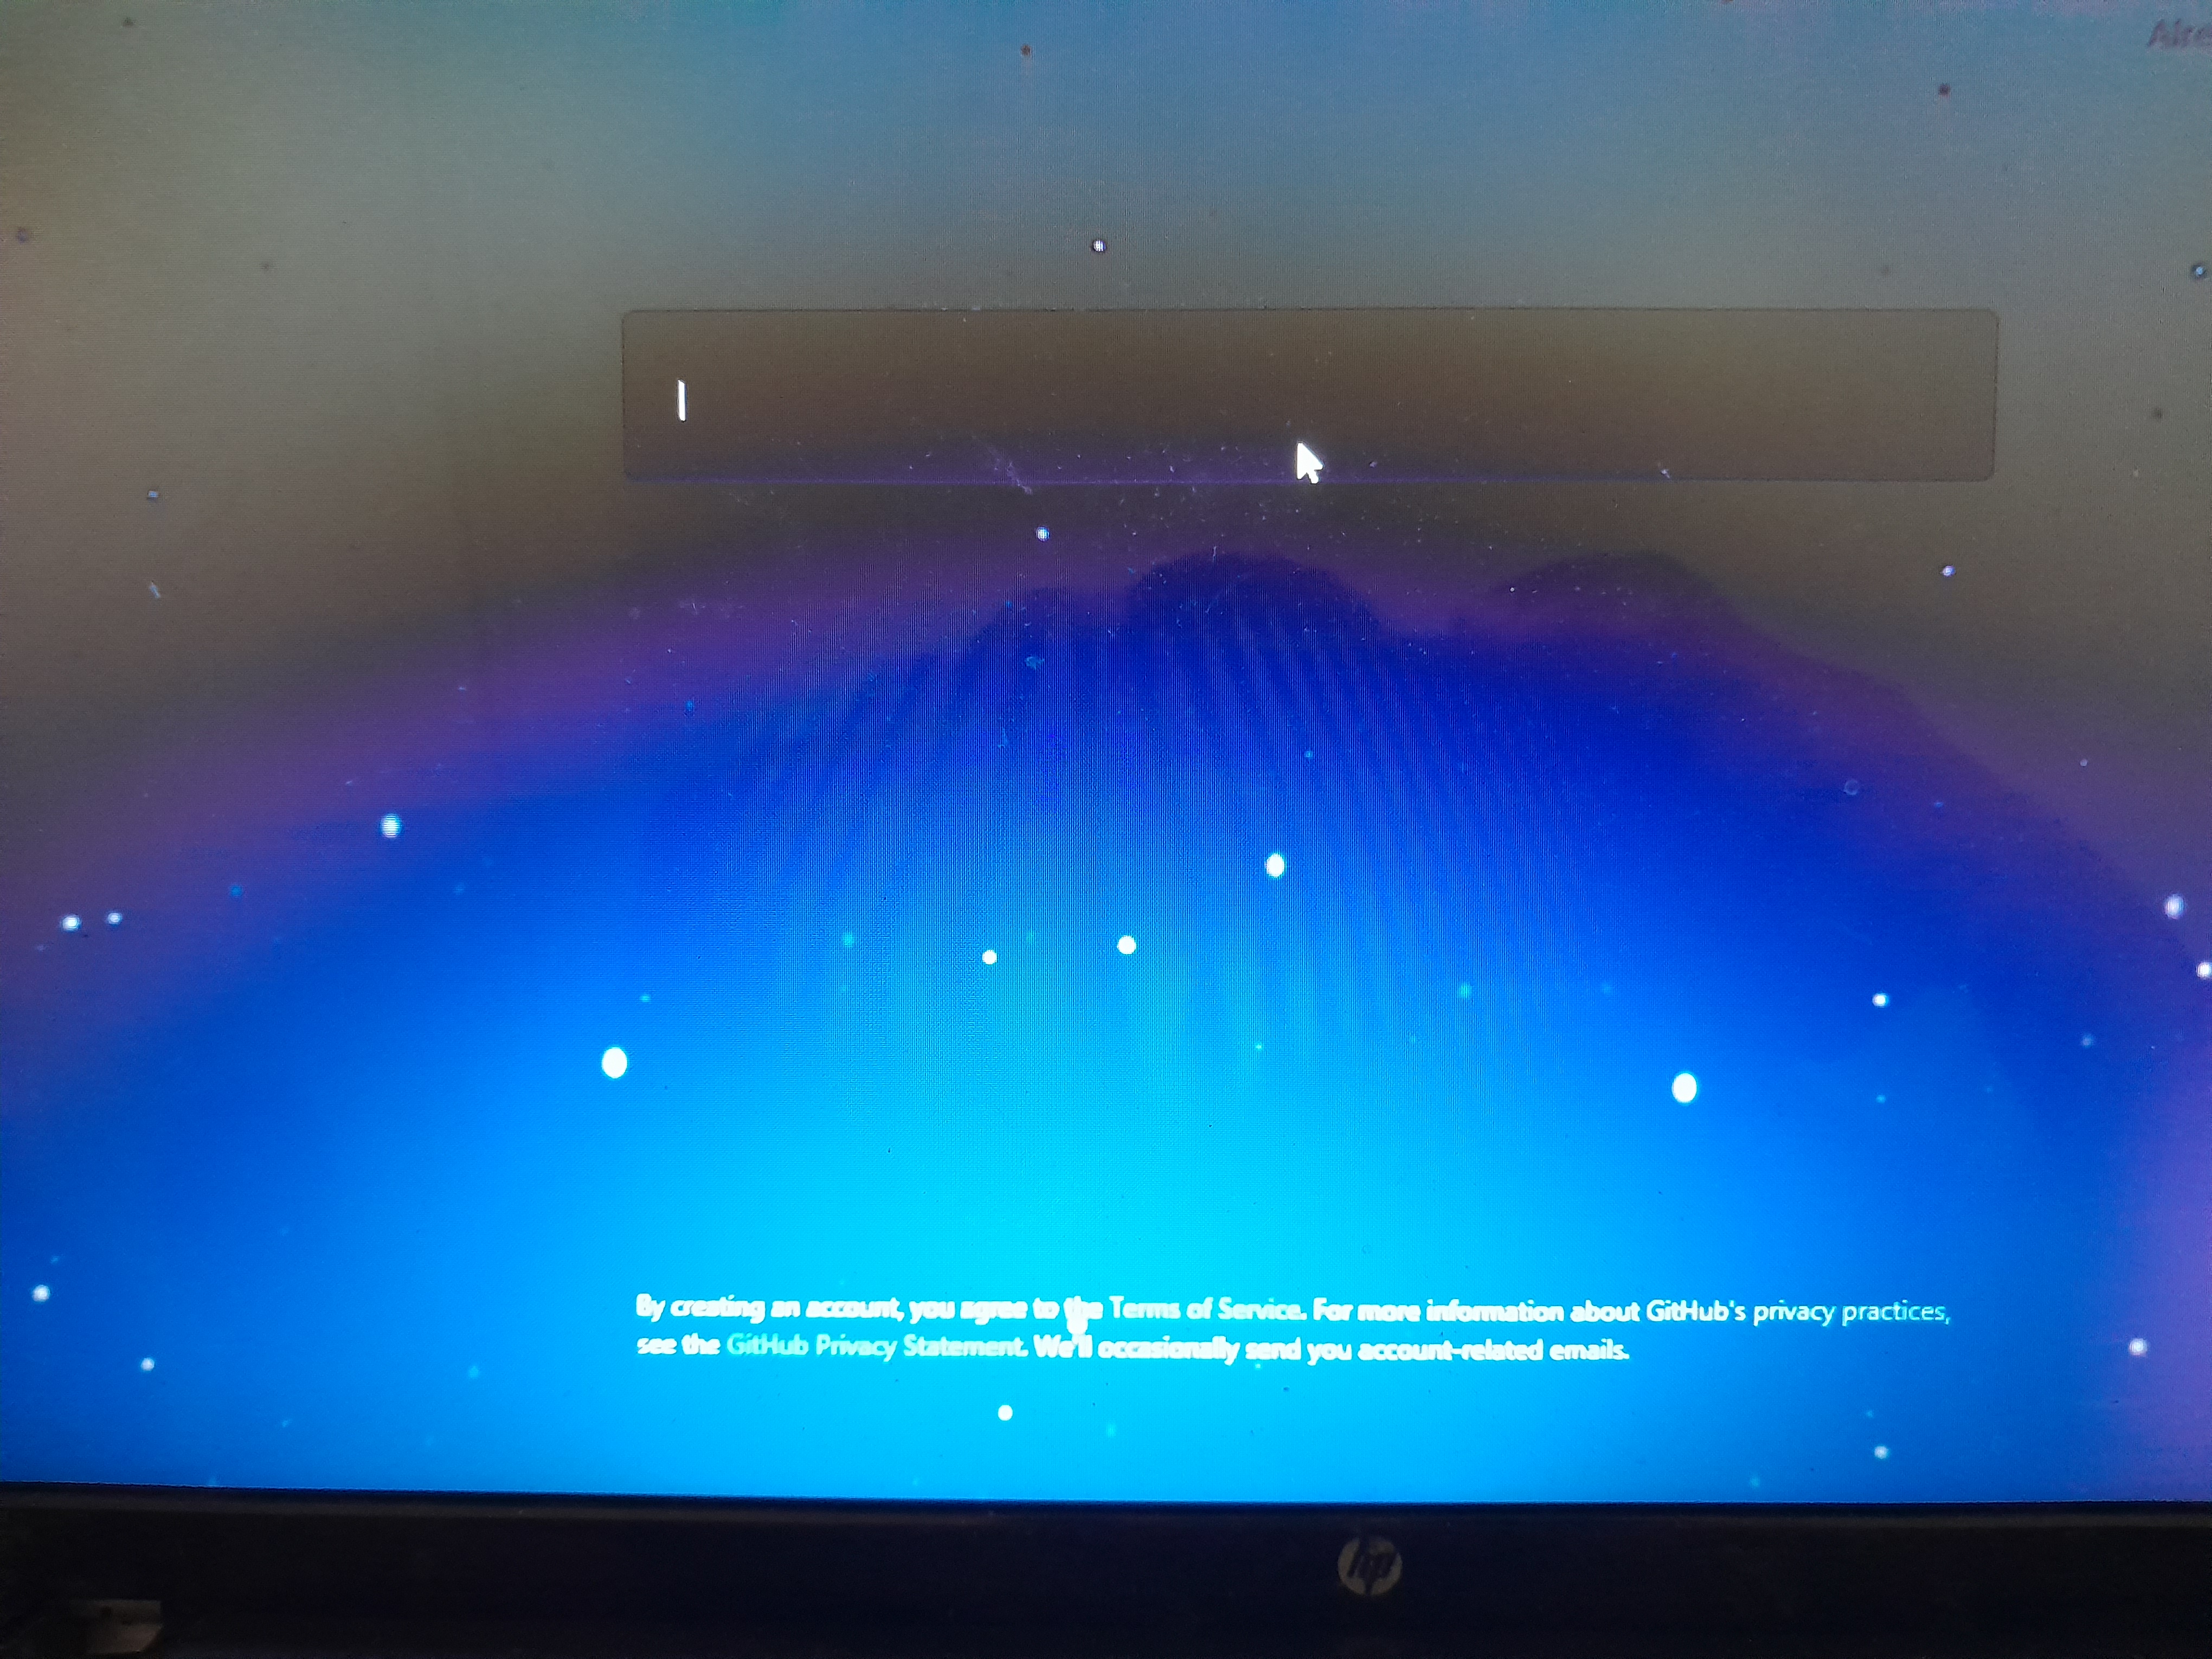 By creating an account, you agree to the Terms of Service. For more information about GitHub's privacy practices,
see the GitHub Privacy Statement. We'll occasionally send you account-related emails.
hp